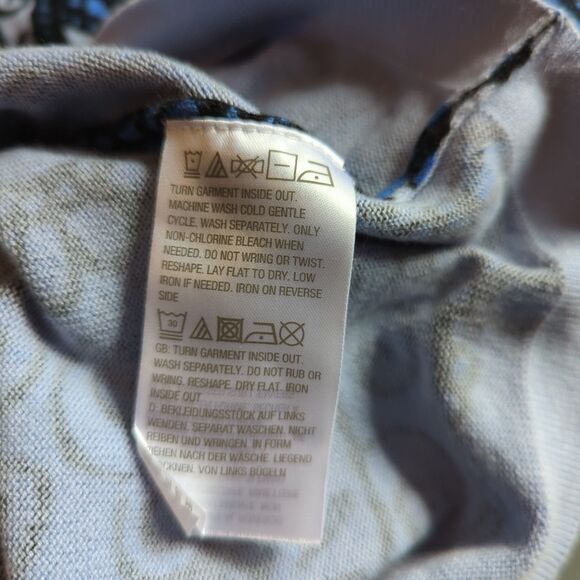 TURN GARMENT INSIDE OUT.
MACHINE WASH COLD GENTLE
CYCLE. WASH SEPARATELY. ONLY
NON-CHLORINE BLEACH WHEN
NEEDED. DO NOT WRING OR TWIST.
RESHAPE. LAY FLAT TO DRY. LOW
IRON IF NEEDED. IRON ON REVERSE
SIDE
30
GB: TURN GARMENT INSIDE OUT.
WASH SEPARATELY. DO NOT RUB OR
WRING. RESHAPE. DRY FLAT. IRON
INSIDE OUT
D: BEKLEIDUNGSSTÜCK AUF LINKS
WENDEN. SEPARAT WASCHEN. NICHT
REIBEN UND WRINGEN. IN FORM
ZIEHEN NACH DER WÄSCHE. LIEGEND
TROCKNEN. VON LINKS BÜGELN